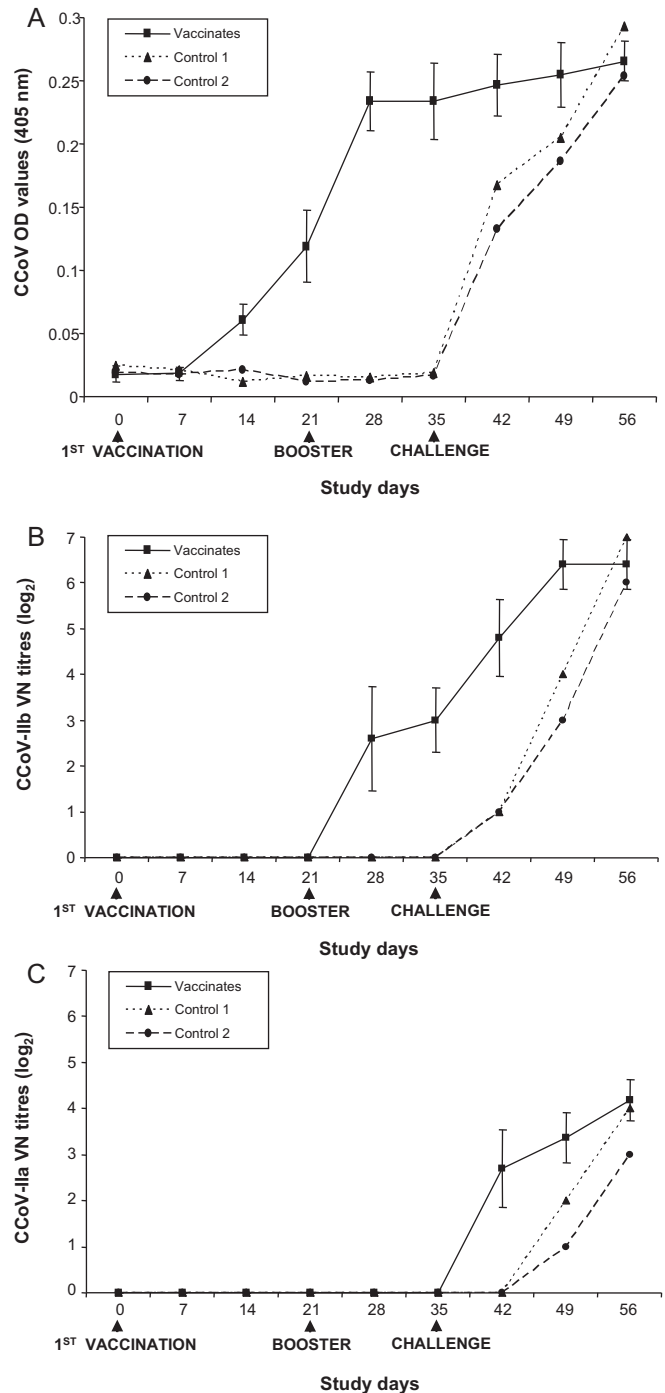 A
Vaccinates
Control 1
Control 2
CCoV OD values (405 nm)
0.3
0.25
0.2
0.15
0.1
0.05
0
0 7 14 21 28 35 42 49 56
1ST VACCINATION BOOSTER CHALLENGE
Study days
B
Vaccinates
Control 1
Control 2
CCoV-IIb VN titres (log2)
7
6
5
4
3
2
1
0
0 7 14 21 28 35 42 49 56
1ST VACCINATION BOOSTER CHALLENGE
Study days
C
Vaccinates
Control 1
Control 2
CCoV-IIa VN titres (log2)
7
6
5
4
3
2
1
0
0 7 14 21 28 35 42 49 56
1ST VACCINATION BOOSTER CHALLENGE
Study days